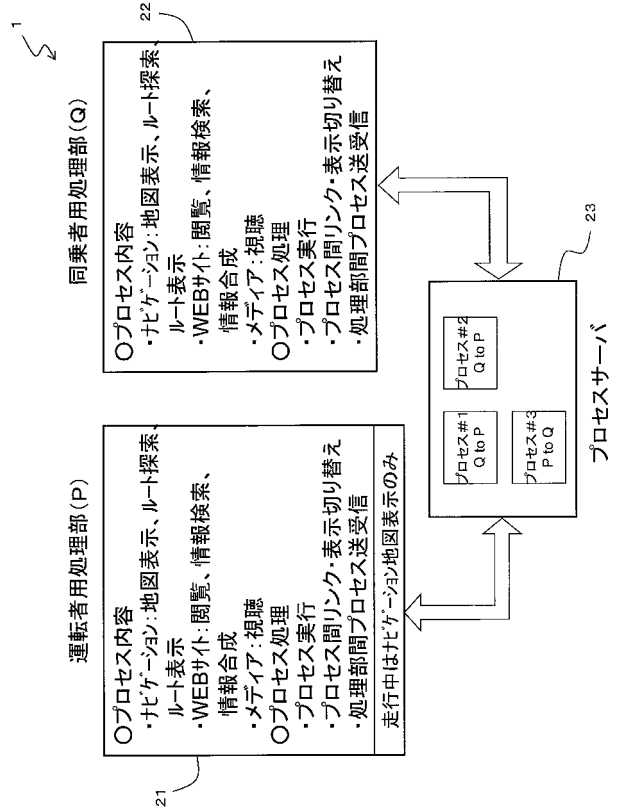 1
運転者用処理部(P)
21
○プロセス内容
・ナビゲーション:地図表示、ルート探索、
ルート表示
・WEBサイト:閲覧、情報検索、
情報合成
・メディア:視聴
○プロセス処理
・プロセス実行
・プロセス間リンク・表示切り替え
・処理部間プロセス送受信
走行中はナビゲーション地図表示のみ
同乗者用処理部(Q)
22
○プロセス内容
・ナビゲーション:地図表示、ルート探索、
ルート表示
・WEBサイト:閲覧、情報検索、
情報合成
・メディア:視聴
○プロセス処理
・プロセス実行
・プロセス間リンク・表示切り替え
・処理部間プロセス送受信
23
プロセス#1
Q to P
プロセス#2
Q to P
プロセス#3
P to Q
プロセスサーバ